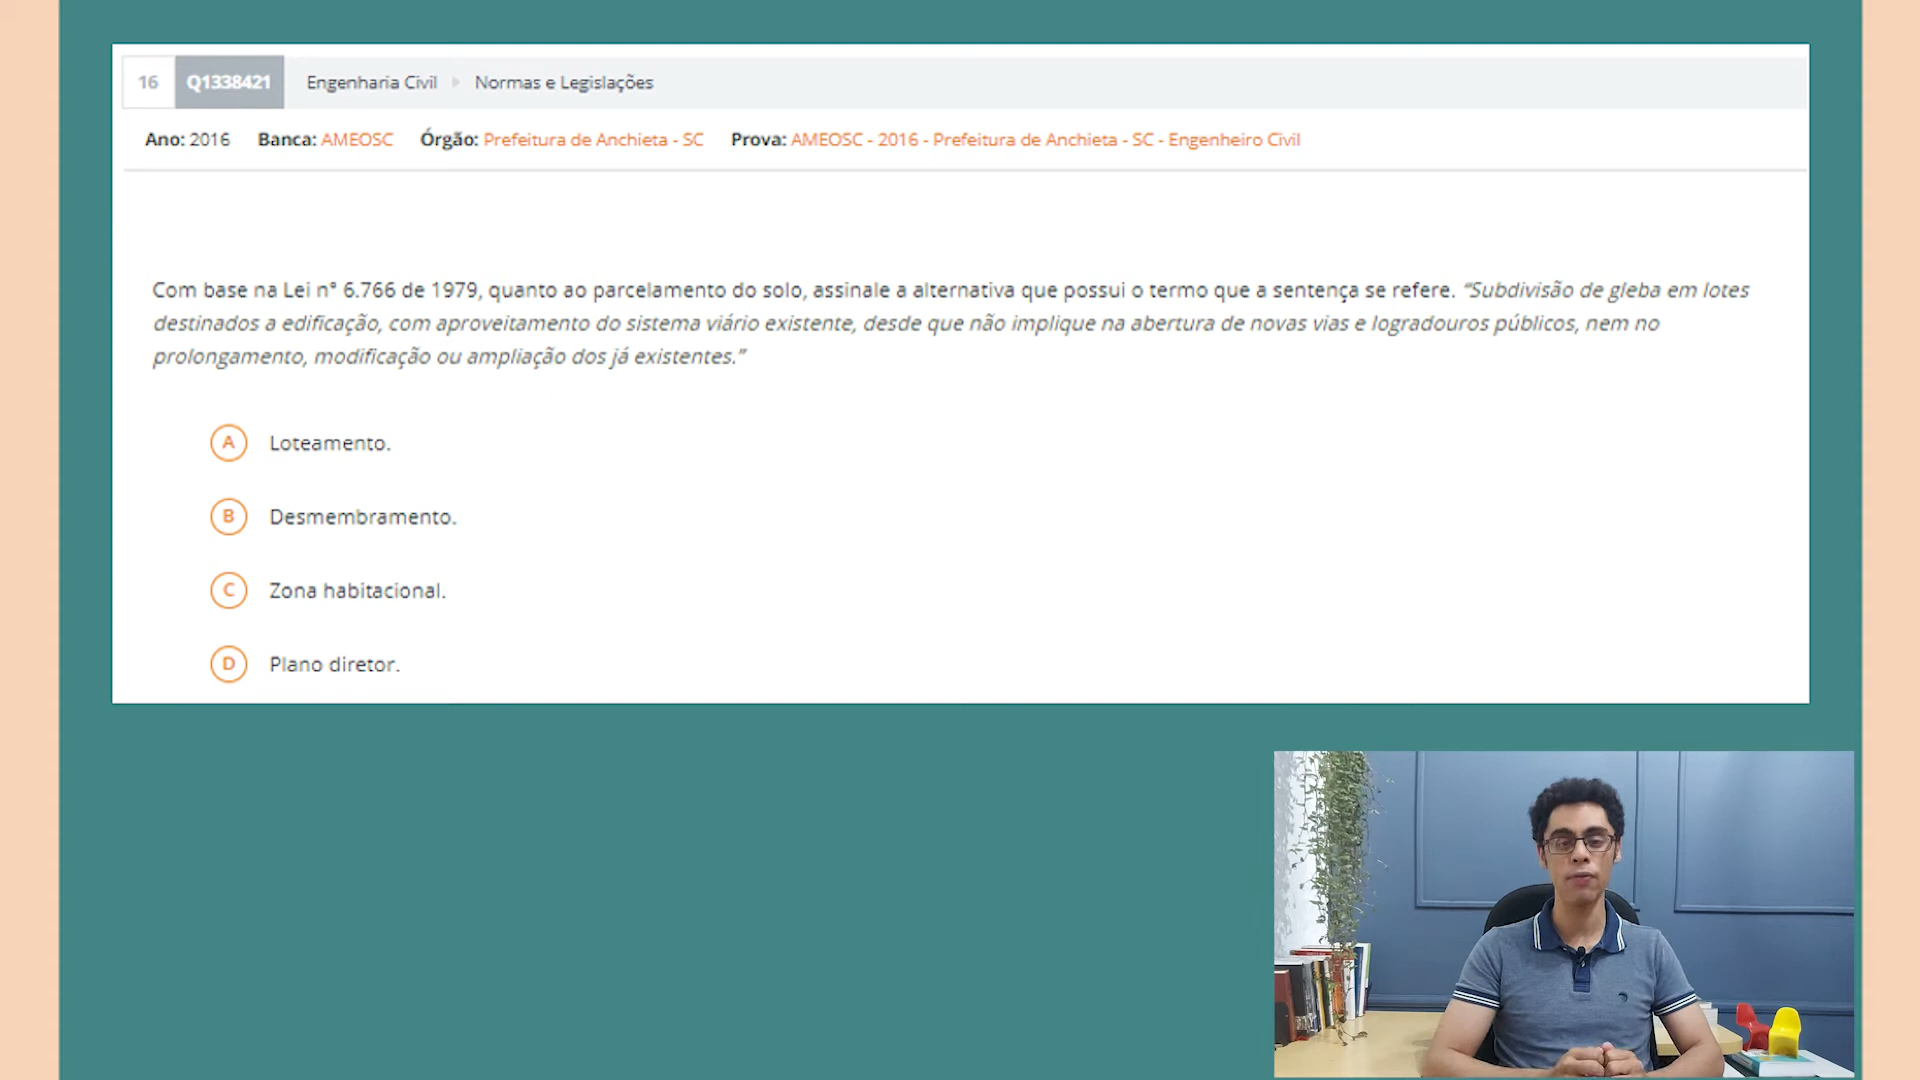 16 Q1338421 Engenharia Civil Normas e Legislações
Ano: 2016 Banca: AMEOSC Órgão: Prefeitura de Anchieta - SC Prova: AMEOSC - 2016 - Prefeitura de Anchieta - SC - Engenheiro Civil
Com base na Lei n° 6.766 de 1979, quanto ao parcelamento do solo, assinale a alternativa que possui o termo que a sentença se refere. “Subdivisão de gleba em lotes
destinados a edificação, com aproveitamento do sistema viário existente, desde que não implique na abertura de novas vias e logradouros públicos, nem no
prolongamento, modificação ou ampliação dos já existentes.”
A Loteamento.
B Desmembramento.
C Zona habitacional.
D Plano diretor.